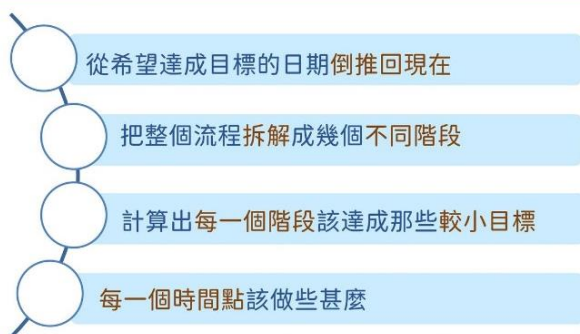 從希望達成目標的日期倒推回現在
把整個流程拆解成幾個不同階段
計算出每一個階段該達成那些較小目標
每一個時間點該做些甚麼